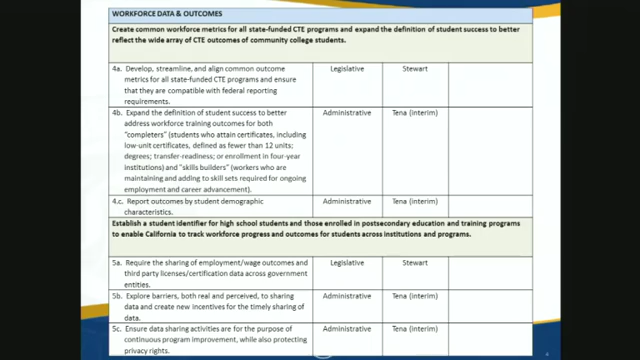 WORKFORCE DATA & OUTCOMES
Create common workforce metrics for all state-funded CTE programs and expand the definition of student success to better
reflect the wide array of CTE outcomes of community college students.
4a. Develop, streamline, and align common outcome
metrics for all state-funded CTE programs and ensure
that they are compatible with federal reporting
requirements.
Legislative
Stewart
4b. Expand the definition of student success to better
address workforce training outcomes for both
"completers" (students who attain certificates, including
low-unit certificates, defined as fewer than 12 units;
degrees; transfer-readiness; or enrollment in four-year
institutions) and "skills builders" (workers who are
maintaining and adding to skill sets required for ongoing
employment and career advancement).
Administrative
Tena (interim)
4.c. Report outcomes by student demographic
characteristics.
Administrative
Tena (interim)
Establish a student identifier for high school students and those enrolled in postsecondary education and training programs
to enable California to track workforce progress and outcomes for students across institutions and programs.
5a. Require the sharing of employment/wage outcomes and
third party licenses/certification data across government
entities.
Legislative
Stewart
5b. Explore barriers, both real and perceived, to sharing
data and create new incentives for the timely sharing of
data.
Administrative
Tena (interim)
5c. Ensure data sharing activities are for the purpose of
continuous program improvement, while also protecting
privacy rights.
Administrative
Tena (interim)